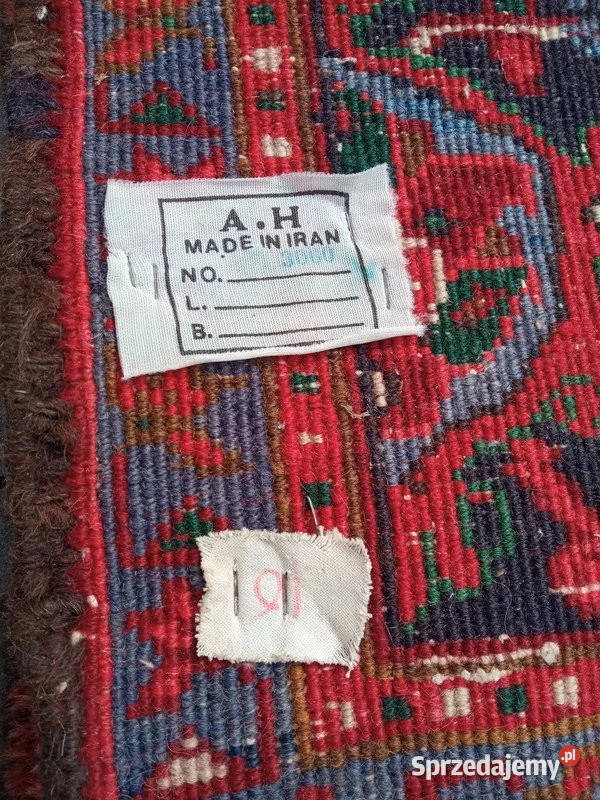 A.H
MADE IN IRAN
NO. 3000
L.
B.
Sprzedajemy.pl